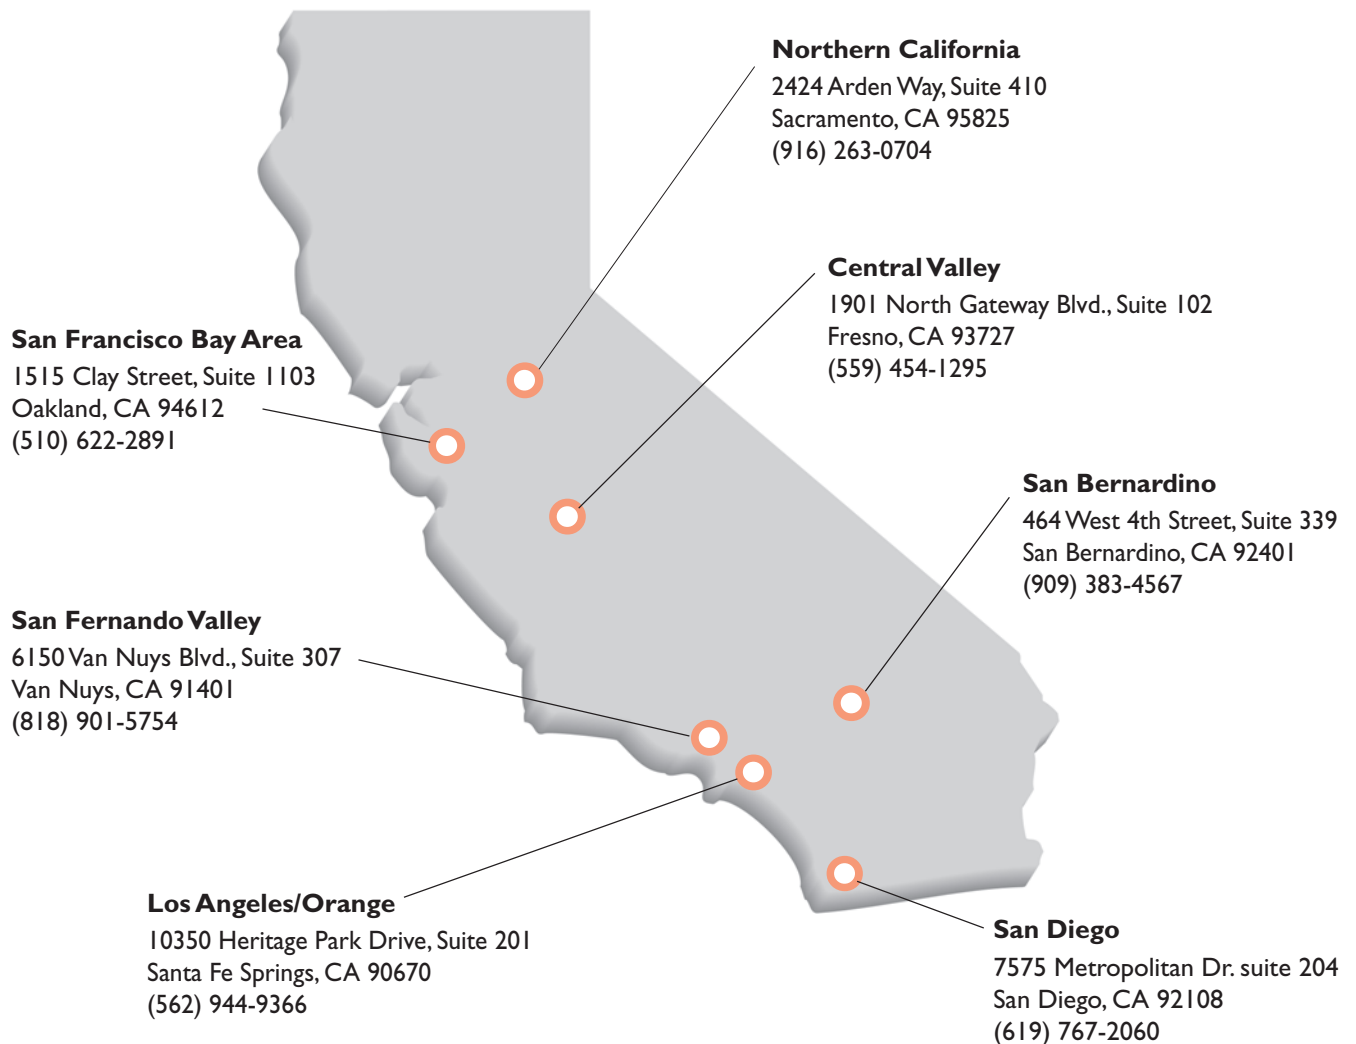 Northern California
2424 Arden Way, Suite 410
Sacramento, CA 95825
(916) 263-0704
Central Valley
1901 North Gateway Blvd., Suite 102
Fresno, CA 93727
(559) 454-1295
San Francisco Bay Area
1515 Clay Street, Suite 1103
Oakland, CA 94612
(510) 622-2891
San Bernardino
464 West 4th Street, Suite 339
San Bernardino, CA 92401
(909) 383-4567
San Fernando Valley
6150 Van Nuys Blvd., Suite 307
Van Nuys, CA 91401
(818) 901-5754
Los Angeles/Orange
10350 Heritage Park Drive, Suite 201
Santa Fe Springs, CA 90670
(562) 944-9366
San Diego
7575 Metropolitan Dr. suite 204
San Diego, CA 92108
(619) 767-2060